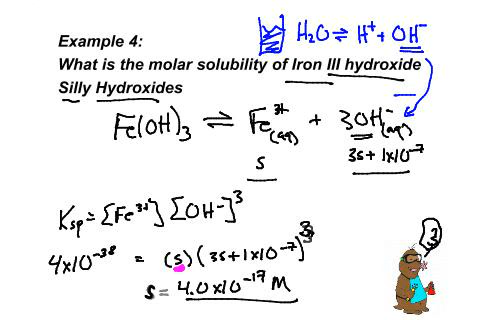 H₂O ⇌ H⁺ + OH⁻
Example 4:
What is the molar solubility of Iron III hydroxide
Silly Hydroxides
Fe(OH)₃ ⇌ Fe³⁺(aq) + 3OH⁻(aq)
s 3s + 1x10⁻⁷
Ksp = [Fe³⁺][OH⁻]³
4x10⁻³⁸ = (s)(3s+1x10⁻⁷)³
s = 4.0x10⁻¹⁷ M